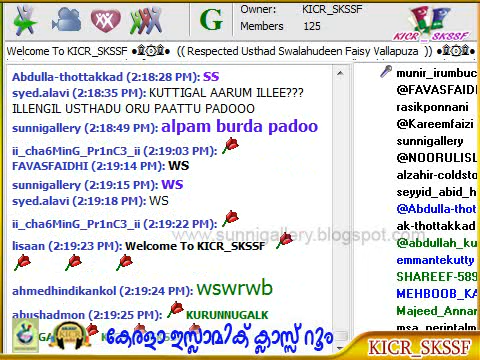 G
Owner: KICR_SKSSF
Members 125
KICR_SKSSF
Welcome To KICR_SKSSF ●۩۞۩● (( Respected Usthad Swalahudeen Faisy Vallapuza ))
Abdulla-thottakkad (2:18:28 PM): SS
syed.alavi (2:18:35 PM): KUTTIGAL AARUM ILLEE???
ILLENGIL USTHADU ORU PAATTU PADOOO
sunnigallery (2:18:49 PM): alpam burda padoo
ii_cha6MinG_Pr1nC3_ii (2:19:03 PM):
FAVASFAIDHI (2:19:14 PM): WS
sunnigallery (2:19:15 PM): WS
syed.alavi (2:19:18 PM): WS
ii_cha6MinG_Pr1nC3_ii (2:19:22 PM):
lisaan (2:19:23 PM): Welcome To KICR_SKSSF
ahmedhindikankol (2:19:24 PM): wswrwb
abushadmon (2:19:25 PM): KURUNNUGALK
munir_irumbuc
@FAVASFAIDHI
rasikponnani
@Kareemfaizi
sunnigallery
@NOORULISL
alzahir-coldsto
seyyid_abid_h
@Abdulla-thot
ak-thottakkad
@abdullah_ku
emmantekutty
SHAREEF-589
MEHBOOB_KA
Majeed_Annar
msa_perintalm
www.sunnigallery.blogspot.com
KICR
കേരളാ ഇസ്ലാമിക് ക്ലാസ്സ് റൂം
KICR_SKSSF